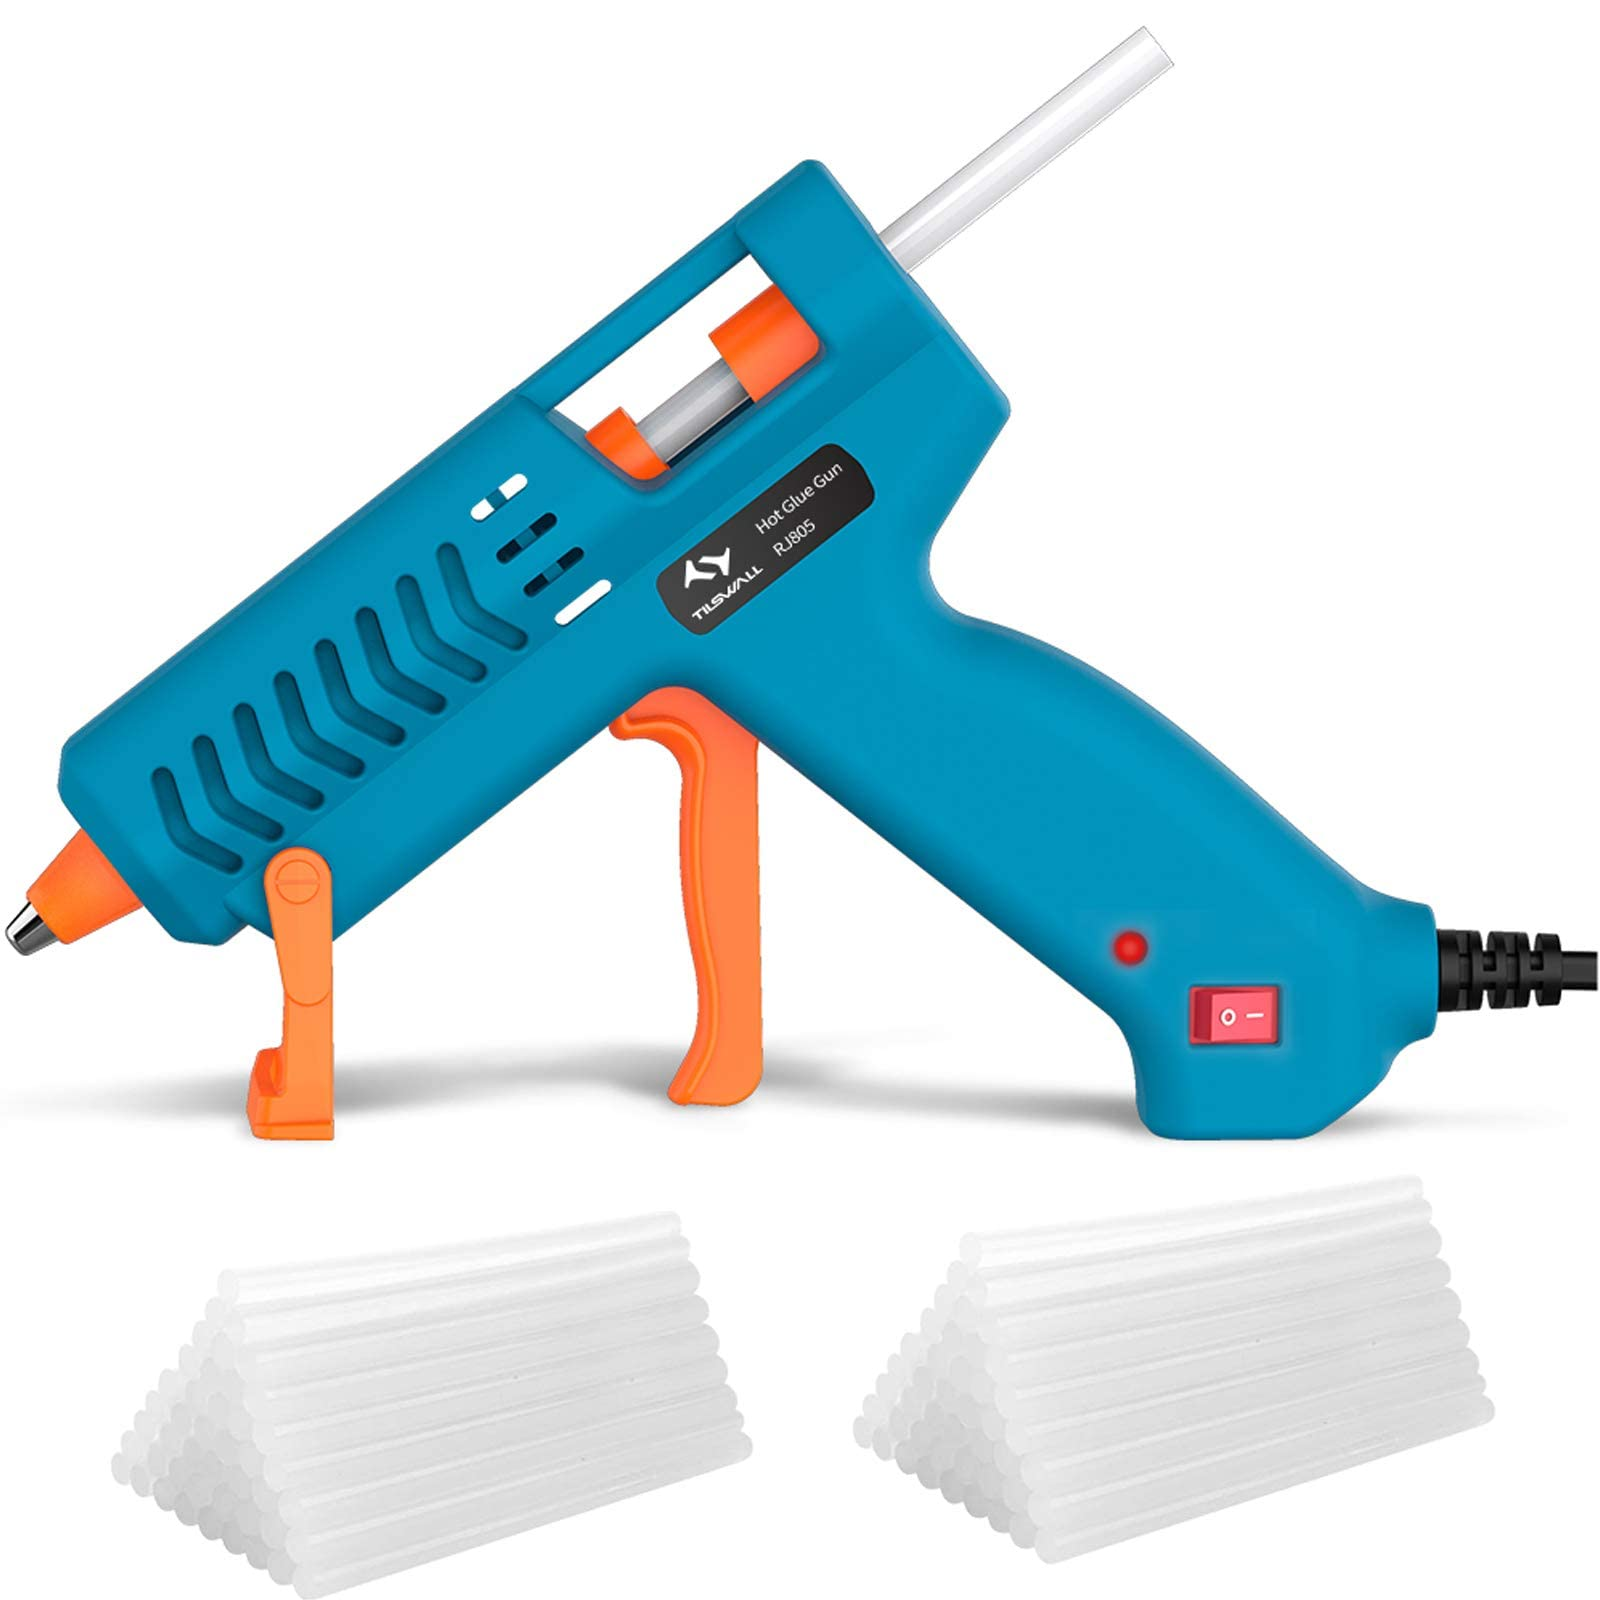 Hot Glue Gun
RJ805
TILSWALL
O –